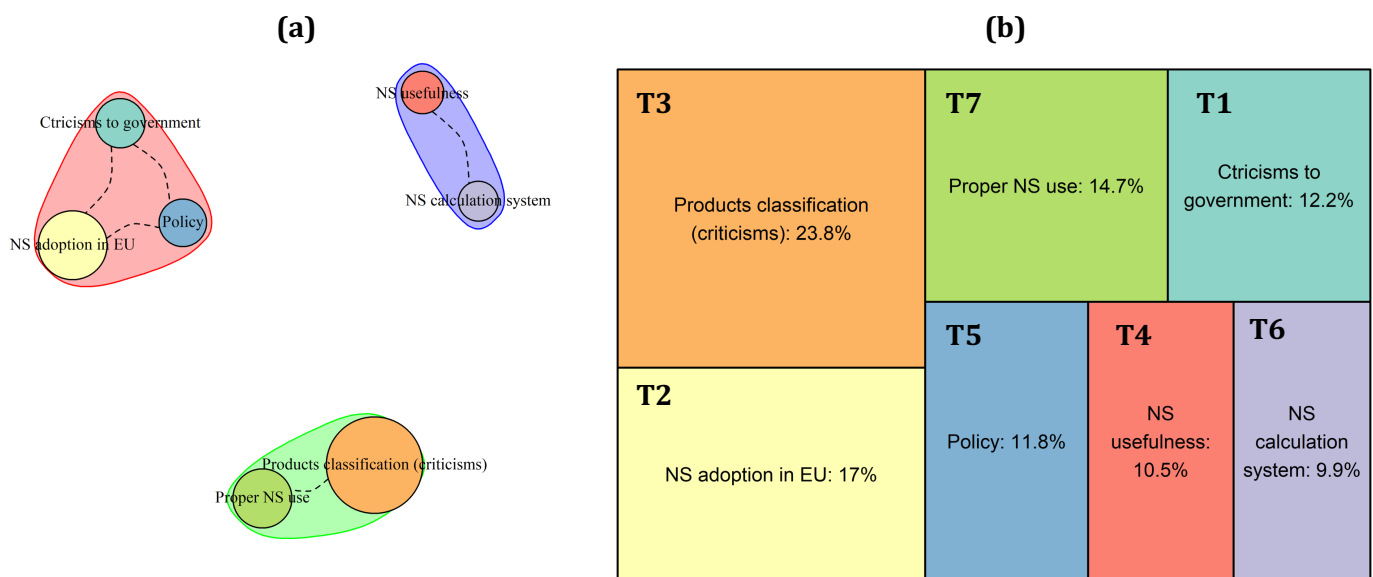 (a)
(b)
NS usefulness
Ctricisms to government
NS calculation system
Policy
NS adoption in EU
Products classification (criticisms)
Proper NS use
T3
Products classification
(criticisms): 23.8%
T7
Proper NS use: 14.7%
T1
Ctricisms to
government: 12.2%
T2
NS adoption in EU: 17%
T5
Policy: 11.8%
T4
NS
usefulness:
10.5%
T6
NS
calculation
system: 9.9%